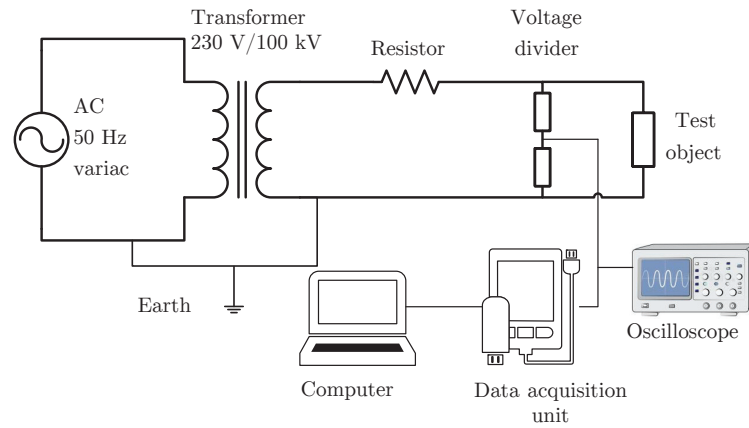 Transformer
230 V/100 kV
Resistor
Voltage
divider
AC
50 Hz
variac
Test
object
Earth
Oscilloscope
Computer
Data acquisition
unit